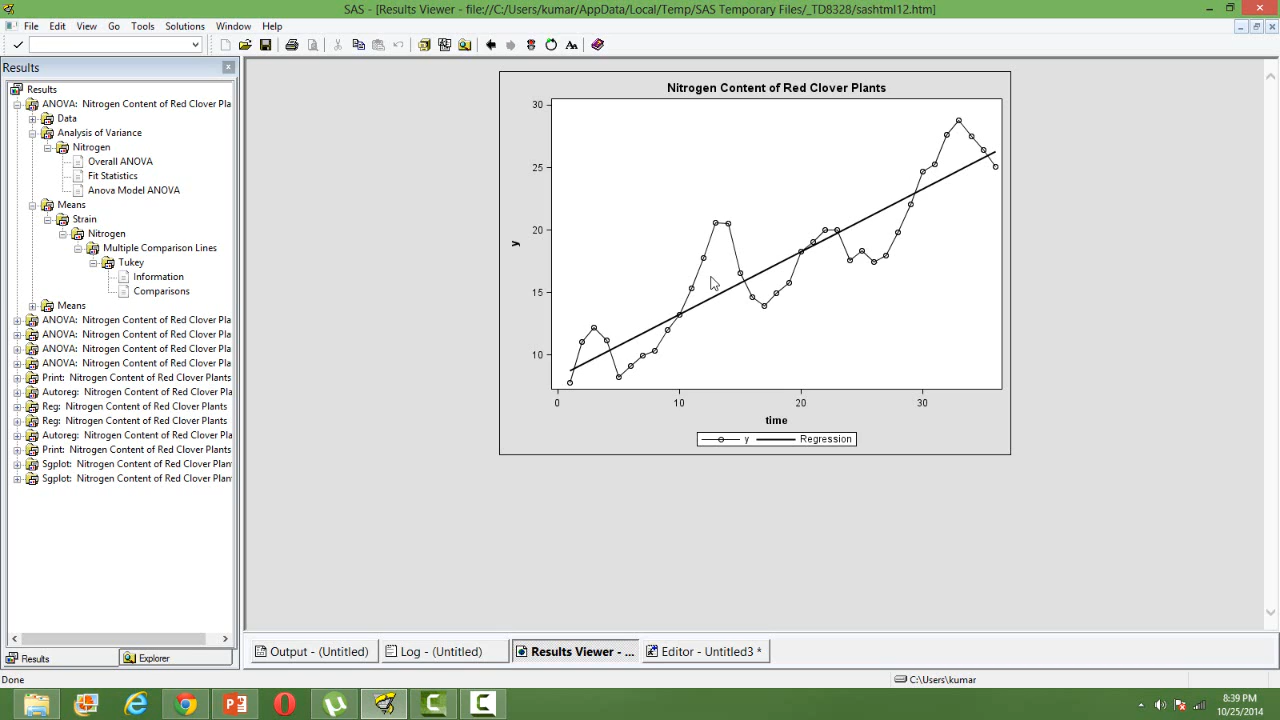 SAS - [Results Viewer - file://C:/Users/kumar/AppData/Local/Temp/SAS Temporary Files/_TD8328/sashtml12.htm]
File Edit View Go Tools Solutions Window Help
Results
Results
ANOVA: Nitrogen Content of Red Clover Pla
Data
Analysis of Variance
Nitrogen
Overall ANOVA
Fit Statistics
Anova Model ANOVA
Means
Strain
Nitrogen
Multiple Comparison Lines
Tukey
Information
Comparisons
Means
ANOVA: Nitrogen Content of Red Clover Pla
ANOVA: Nitrogen Content of Red Clover Pla
ANOVA: Nitrogen Content of Red Clover Pla
ANOVA: Nitrogen Content of Red Clover Pla
Print: Nitrogen Content of Red Clover Plants
Autoreg: Nitrogen Content of Red Clover Pla
Reg: Nitrogen Content of Red Clover Plants
Reg: Nitrogen Content of Red Clover Plants
Autoreg: Nitrogen Content of Red Clover Pla
Print: Nitrogen Content of Red Clover Plants
Sgplot: Nitrogen Content of Red Clover Plant
Sgplot: Nitrogen Content of Red Clover Plant
Results Explorer
Nitrogen Content of Red Clover Plants
30
25
20
15
10
y
0 10 20 30
time
y Regression
Output - (Untitled) Log - (Untitled) Results Viewer - ... Editor - Untitled3 *
Done C:\Users\kumar
8:39 PM
10/25/2014